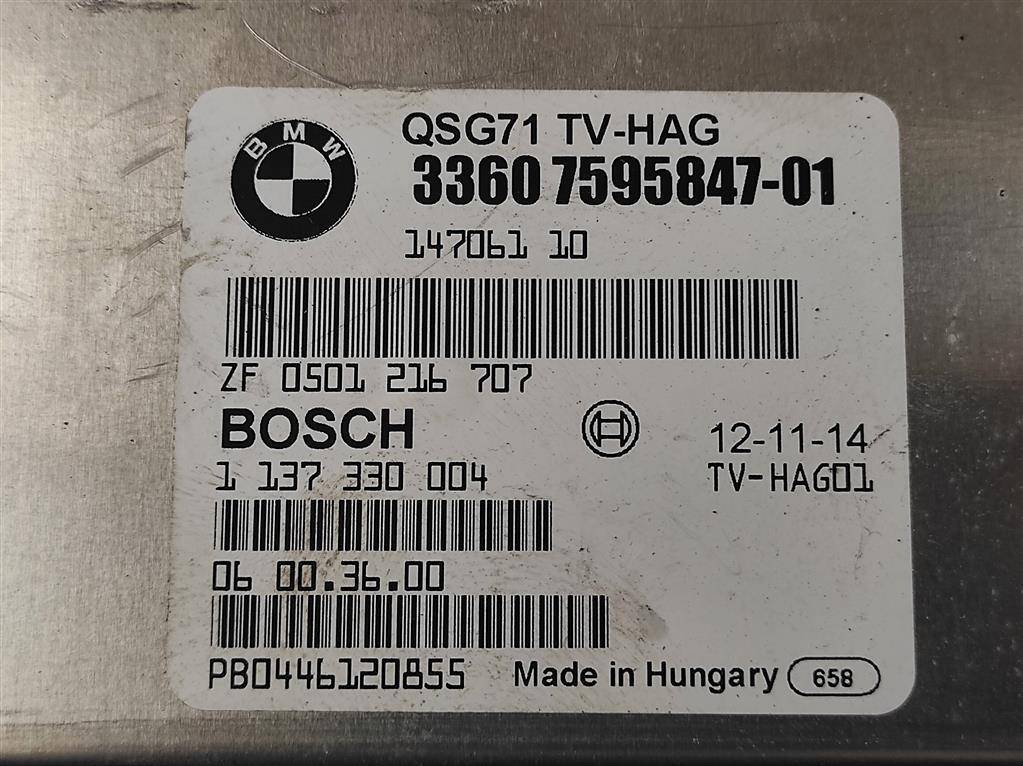 BMW
QSG71 TV-HAG
3360 7595847-01
147061 10
ZF 0501 216 707
BOSCH
12-11-14
1 137 330 004
TV-HAG01
06 00.36.00
PB0446120855
Made in Hungary 658